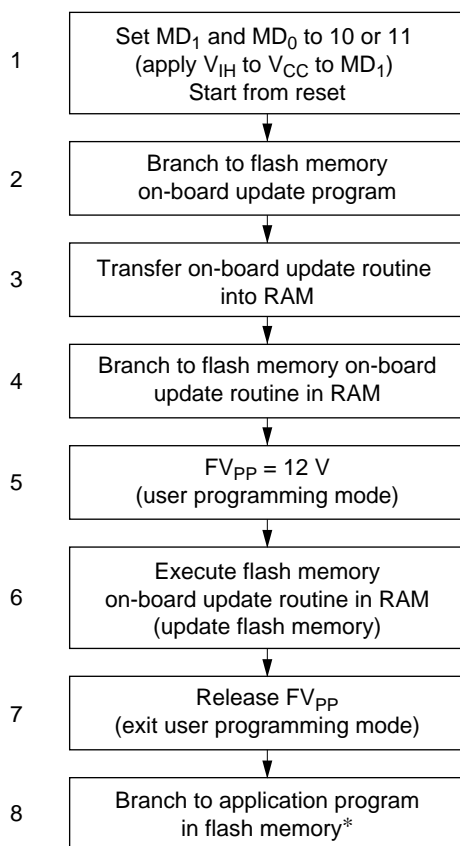 1
Set MD₁ and MD₀ to 10 or 11
(apply V_IH to V_CC to MD₁)
Start from reset
2
Branch to flash memory
on-board update program
3
Transfer on-board update routine
into RAM
4
Branch to flash memory on-board
update routine in RAM
5
FV_PP = 12 V
(user programming mode)
6
Execute flash memory
on-board update routine in RAM
(update flash memory)
7
Release FV_PP
(exit user programming mode)
8
Branch to application program
in flash memory*